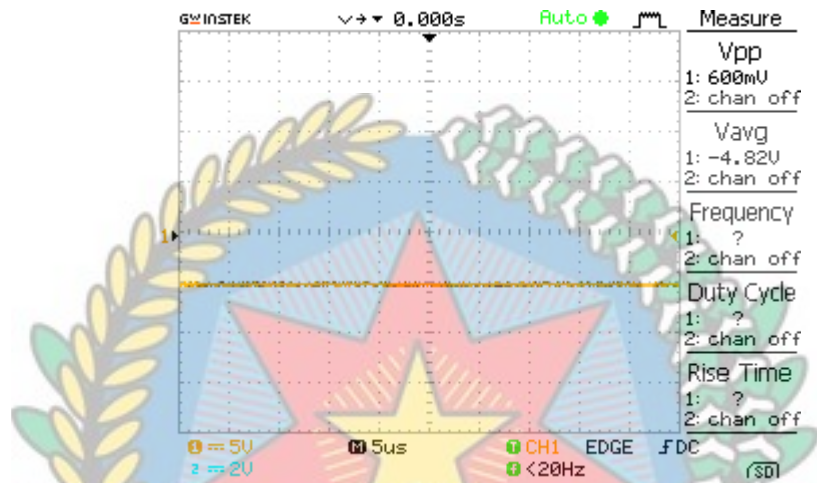 GWINSTEK 0.000s Auto Measure
Vpp
1: 600mV
2: chan off
Vavg
1: -4.82V
2: chan off
Frequency
1: ?
2: chan off
Duty Cycle
1: ?
2: chan off
Rise Time
1: ?
2: chan off
1
1 5V M 5us T CH1 EDGE DC
2 2V f <20Hz SD